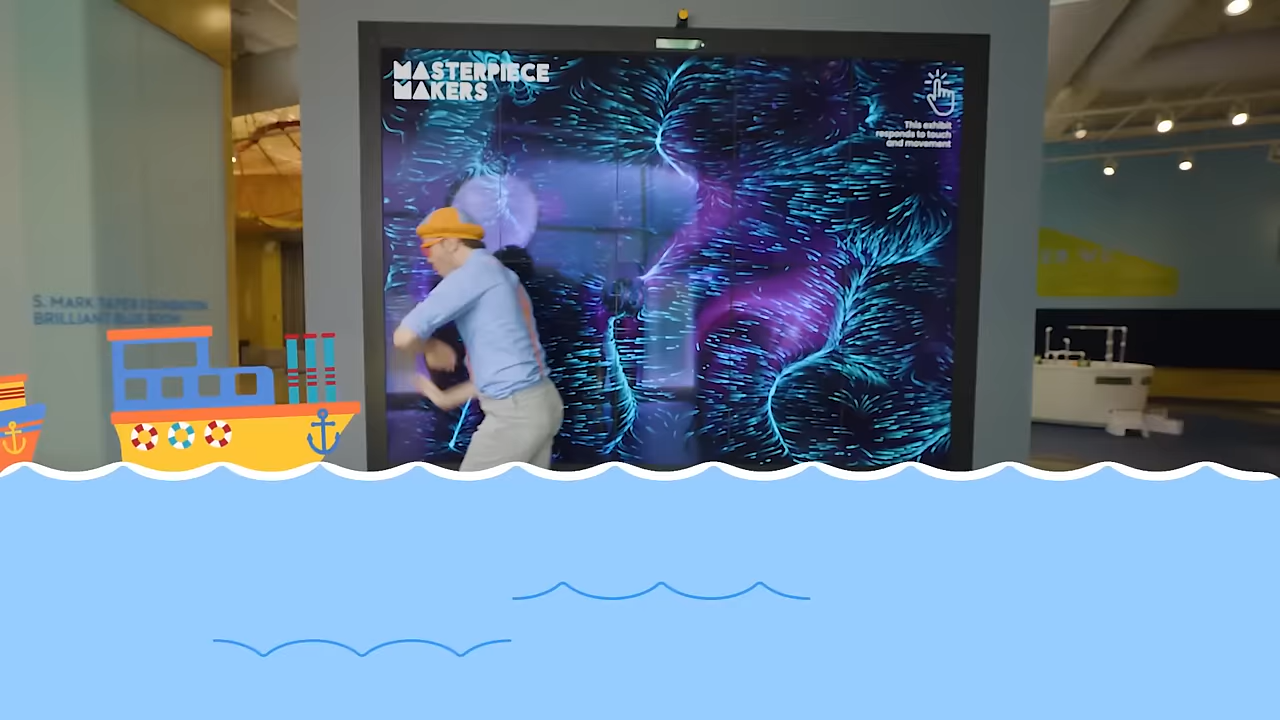 MASTERPIECE
MAKERS
This exhibit
responds to touch
and movement
S. MARK TAPER FOUNDATION
BRILLIANT BLUE ROOM